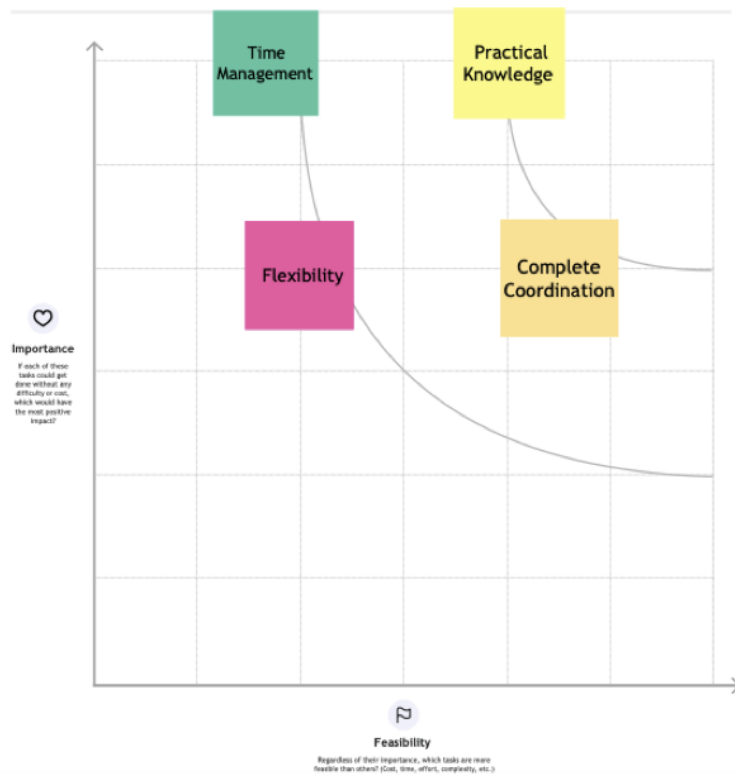 Time
Management
Practical
Knowledge
Flexibility
Complete
Coordination
Importance
If each of these
tasks could get
done without any
difficulty or cost,
which would have
the most positive
impact?
Feasibility
Regardless of their importance, which tasks are more
feasible than others? (Cost, time, effort, complexity, etc.)